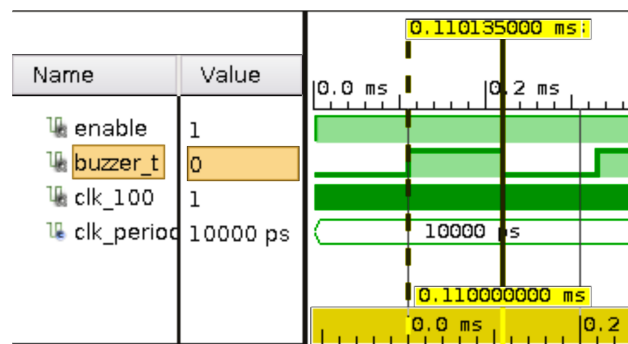 0.110135000 ms
Name Value
0.0 ms 0.2 ms
enable 1
buzzer_t 0
clk_100 1
clk_period 10000 ps 10000 ps
0.110000000 ms
0.0 ms 0.2